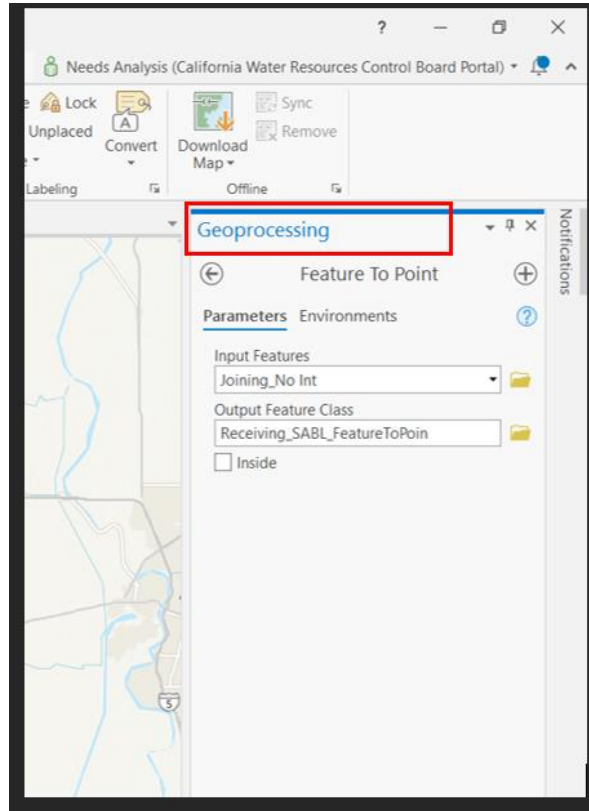 ?
Needs Analysis (California Water Resources Control Board Portal)
Lock
Unplaced
Convert
Download
Map
Sync
Remove
Labeling
Offline
Geoprocessing
Notifications
Feature To Point
Parameters Environments
?
Input Features
Joining_No Int
Output Feature Class
Receiving_SABL_FeatureToPoin
Inside
5